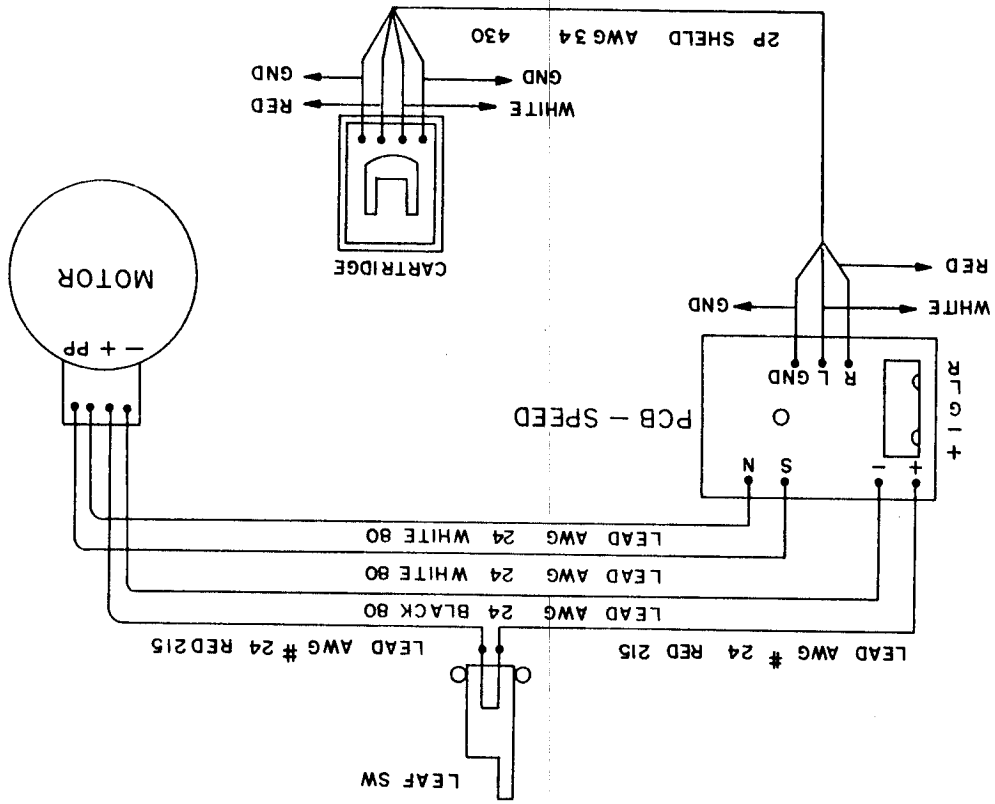 LEAF SW
LEAD AWG # 24 RED 215
LEAD AWG # 24 RED215
LEAD AWG 24 BLACK 80
LEAD AWG 24 WHITE 80
LEAD AWG 24 WHITE 80
+ − S N
+ − G L R
PCB – SPEED
R L GND
− + PP
MOTOR
WHITE
GND
RED
CARTRIDGE
WHITE
RED
GND
GND
2P SHELD AWG34 430